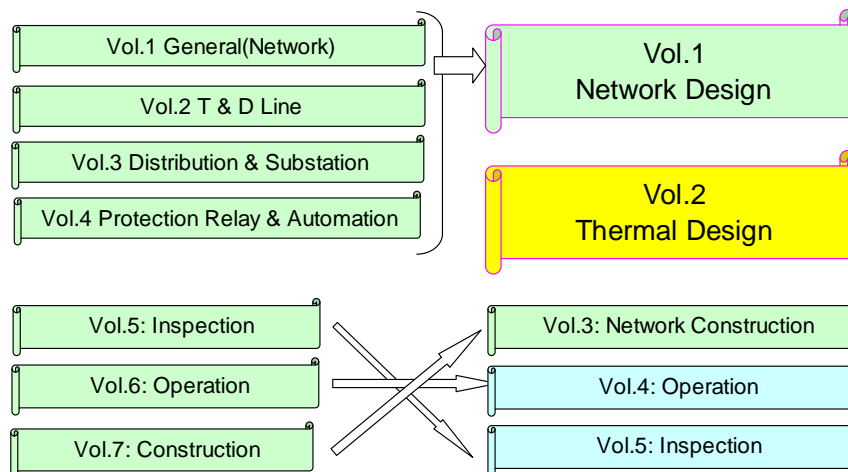 Vol.1 General(Network)
Vol.2 T & D Line
Vol.3 Distribution & Substation
Vol.4 Protection Relay & Automation
Vol.1
Network Design
Vol.2
Thermal Design
Vol.5: Inspection
Vol.6: Operation
Vol.7: Construction
Vol.3: Network Construction
Vol.4: Operation
Vol.5: Inspection